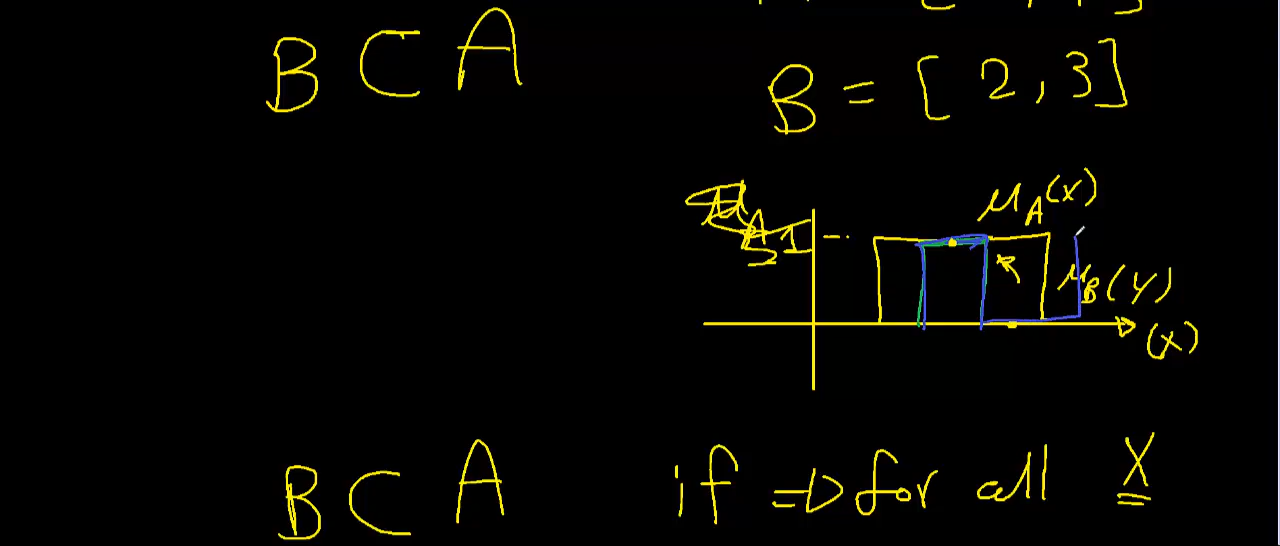 B ⊂ A
B = [ 2 , 3 ]
μA(x)
1
μB(y)
(x)
B ⊂ A if ⇒ for all X